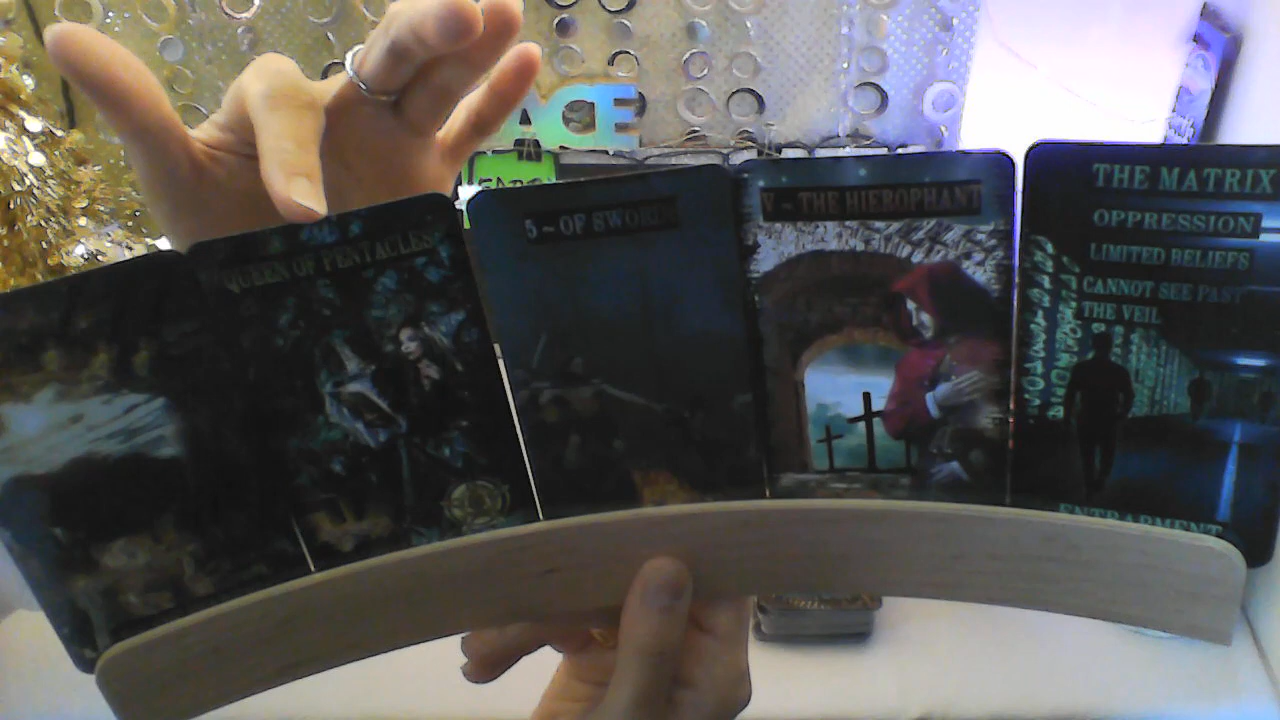 ACE
QUEEN OF PENTACLES
5 ~ OF SWORDS
V ~ THE HIEROPHANT
THE MATRIX
OPPRESSION
LIMITED BELIEFS
CANNOT SEE PAST
THE VEIL
ENTRAPMENT